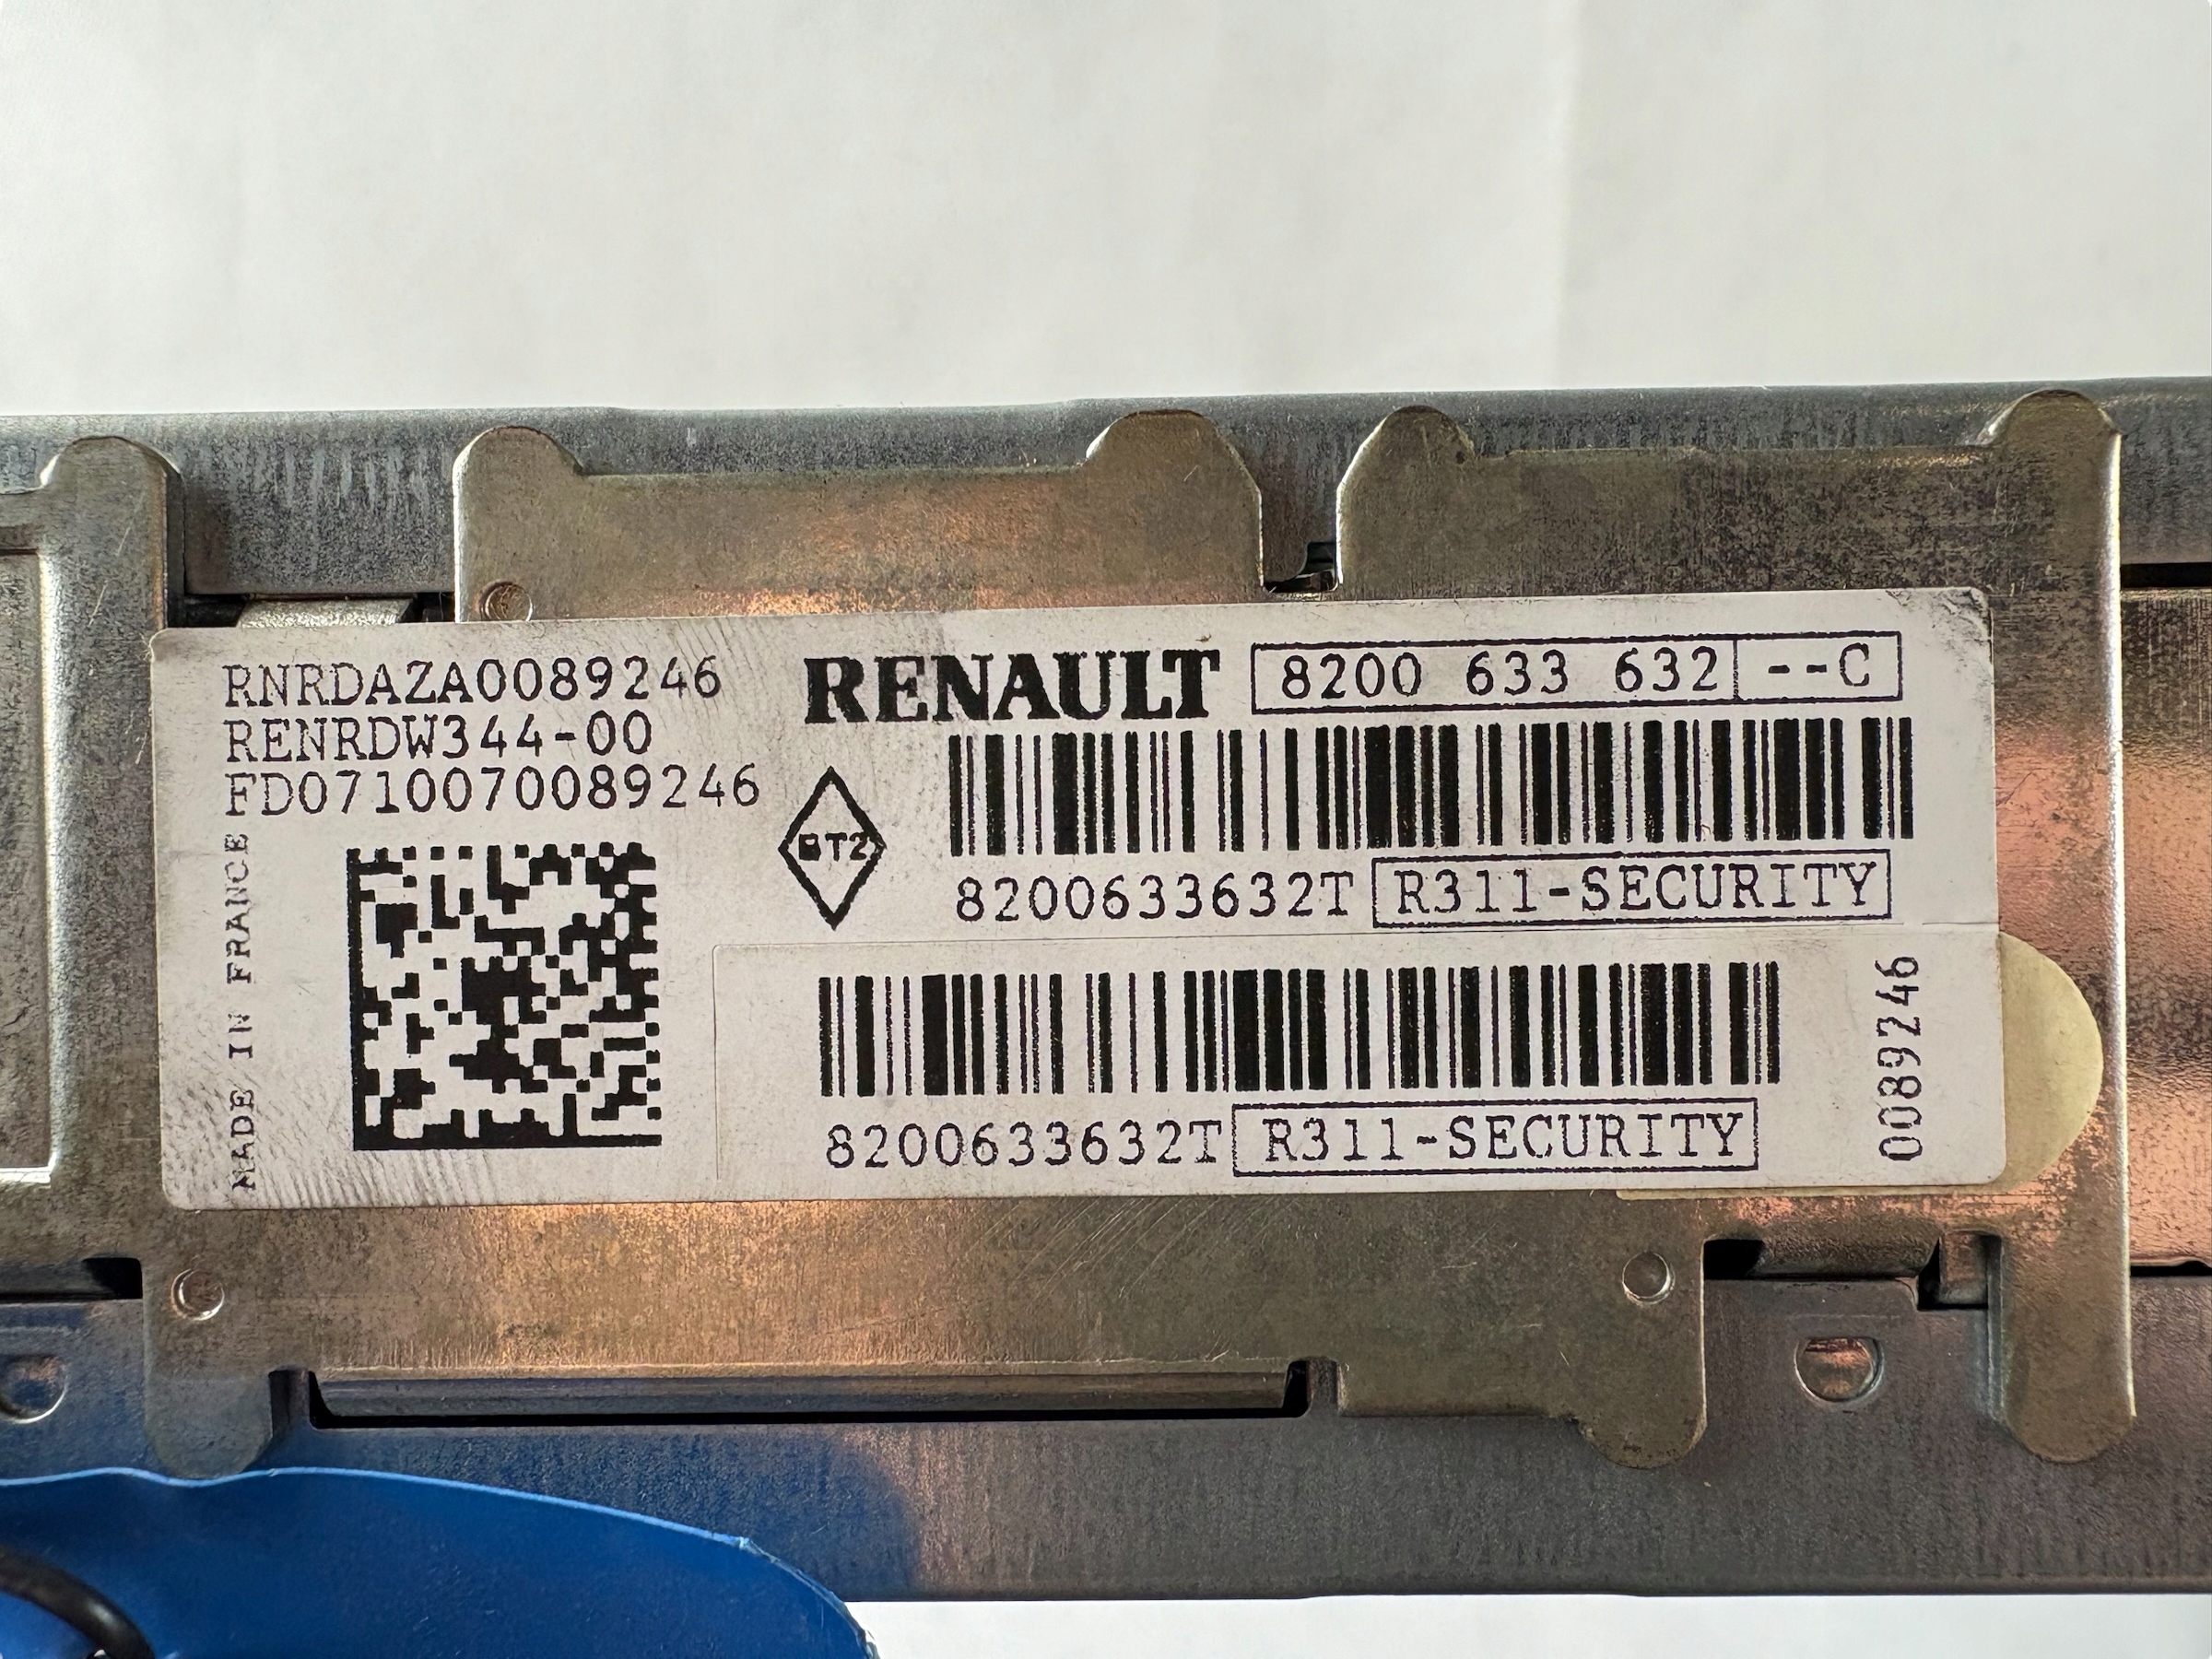 RNRDAZA0089246
RENRDW344-00
FD0710070089246
MADE IN FRANCE
RENAULT 8200 633 632 --C
BT2
8200633632T R311-SECURITY
8200633632T R311-SECURITY
0089246